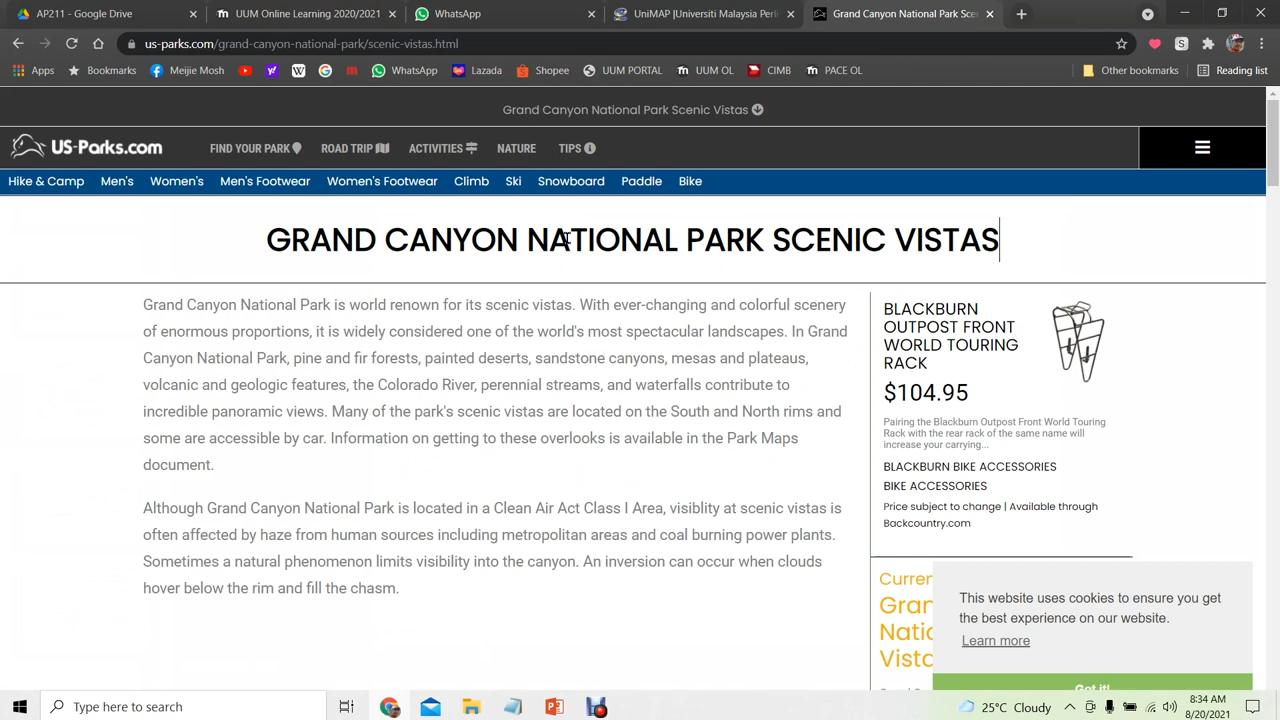 AP211 - Google Drive
UUM Online Learning 2020/2021
WhatsApp
UniMAP |Universiti Malaysia Perli
Grand Canyon National Park Scen
us-parks.com/grand-canyon-national-park/scenic-vistas.html
Apps
Bookmarks
Meijie Mosh
WhatsApp
Lazada
Shopee
UUM PORTAL
UUM OL
CIMB
PACE OL
Other bookmarks
Reading list
Grand Canyon National Park Scenic Vistas
US-Parks.com
FIND YOUR PARK
ROAD TRIP
ACTIVITIES
NATURE
TIPS
Hike & Camp
Men's
Women's
Men's Footwear
Women's Footwear
Climb
Ski
Snowboard
Paddle
Bike
GRAND CANYON NATIONAL PARK SCENIC VISTAS
Grand Canyon National Park is world renown for its scenic vistas. With ever-changing and colorful scenery
of enormous proportions, it is widely considered one of the world's most spectacular landscapes. In Grand
Canyon National Park, pine and fir forests, painted deserts, sandstone canyons, mesas and plateaus,
volcanic and geologic features, the Colorado River, perennial streams, and waterfalls contribute to
incredible panoramic views. Many of the park's scenic vistas are located on the South and North rims and
some are accessible by car. Information on getting to these overlooks is available in the Park Maps
document.
Although Grand Canyon National Park is located in a Clean Air Act Class I Area, visiblity at scenic vistas is
often affected by haze from human sources including metropolitan areas and coal burning power plants.
Sometimes a natural phenomenon limits visibility into the canyon. An inversion can occur when clouds
hover below the rim and fill the chasm.
BLACKBURN
OUTPOST FRONT
WORLD TOURING
RACK
$104.95
Pairing the Blackburn Outpost Front World Touring
Rack with the rear rack of the same name will
increase your carrying...
BLACKBURN BIKE ACCESSORIES
BIKE ACCESSORIES
Price subject to change | Available through
Backcountry.com
Curren
Gran
Natio
Vista
This website uses cookies to ensure you get
the best experience on our website.
Learn more
Got it!
Type here to search
25°C Cloudy
8:34 AM
8/20/2021